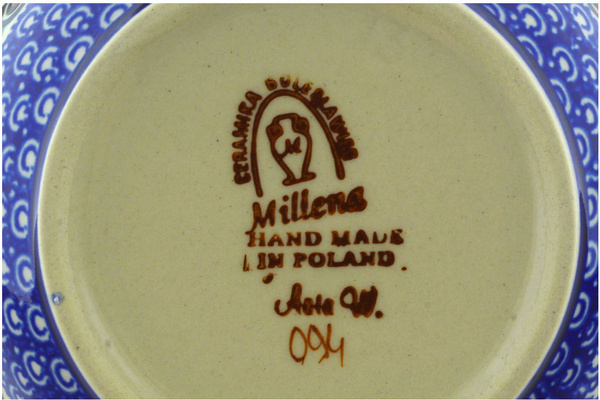 CERAMIKA BOLESŁAWIEC
M
Millena
HAND MADE
IN POLAND
W.
094